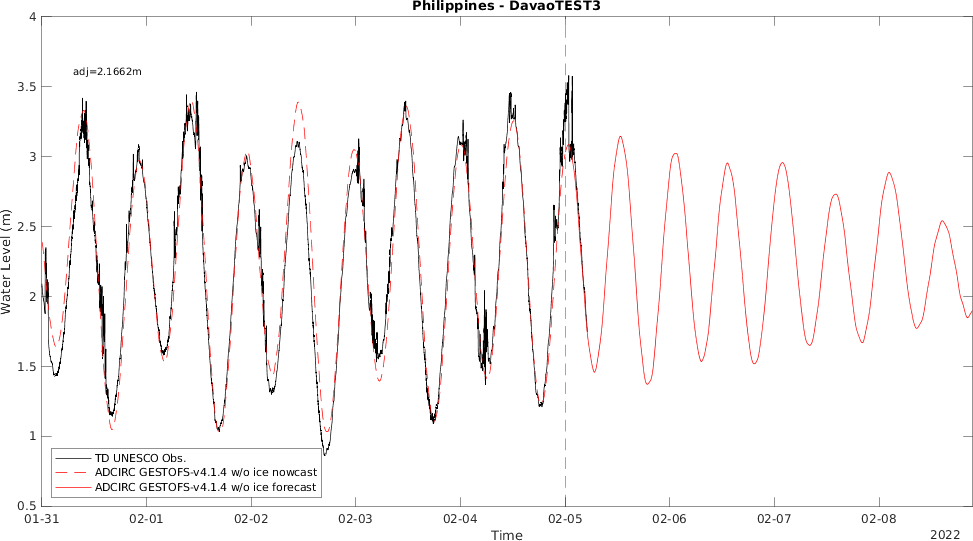 Philippines - DavaoTEST3
4
adj=2.1662m
3.5
3
2.5
2
1.5
1
0.5
Water Level (m)
TD UNESCO Obs.
ADCIRC GESTOFS-v4.1.4 w/o ice nowcast
ADCIRC GESTOFS-v4.1.4 w/o ice forecast
01-31 02-01 02-02 02-03 02-04 02-05 02-06 02-07 02-08
Time
2022